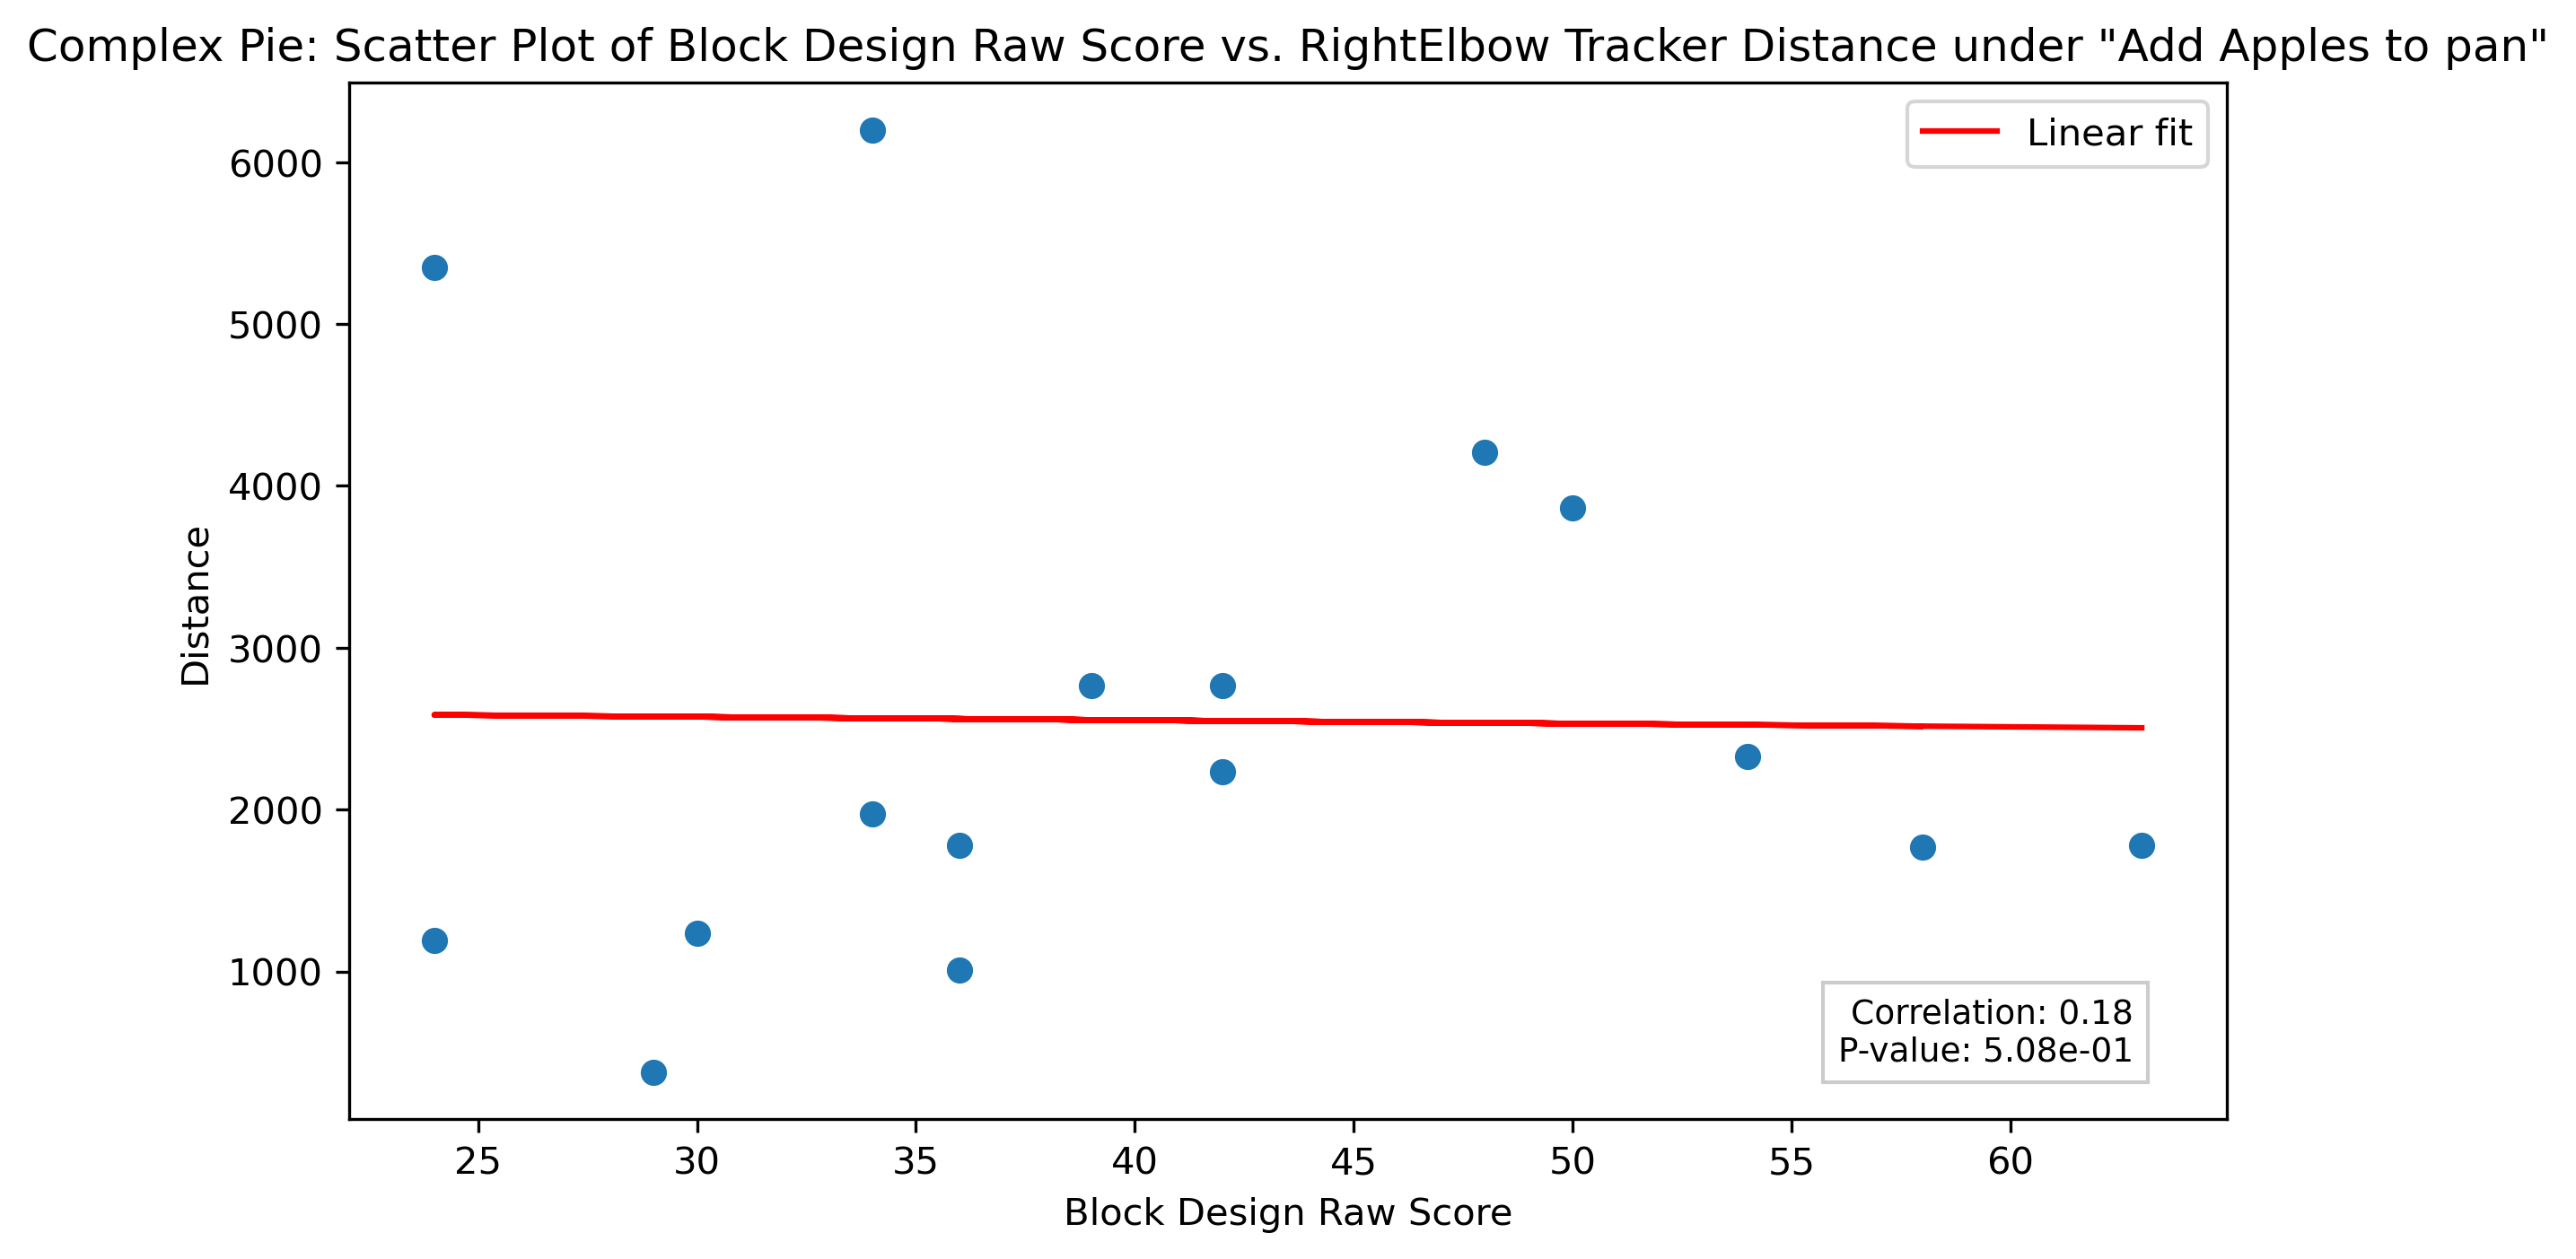 Complex Pie: Scatter Plot of Block Design Raw Score vs. RightElbow Tracker Distance under "Add Apples to pan"
Linear fit
6000
5000
4000
3000
2000
1000
Distance
Correlation: 0.18
P-value: 5.08e-01
25 30 35 40 45 50 55 60
Block Design Raw Score